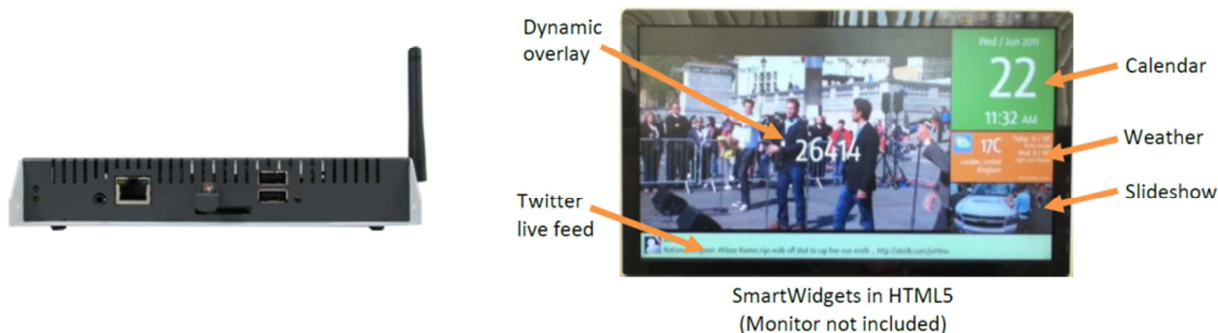 Dynamic
overlay
Wed / Jun 2011
22
11:32 AM
Calendar
26414
17C
London, United
Kingdom
Weather
Slideshow
Twitter
live feed
SmartWidgets in HTML5
(Monitor not included)